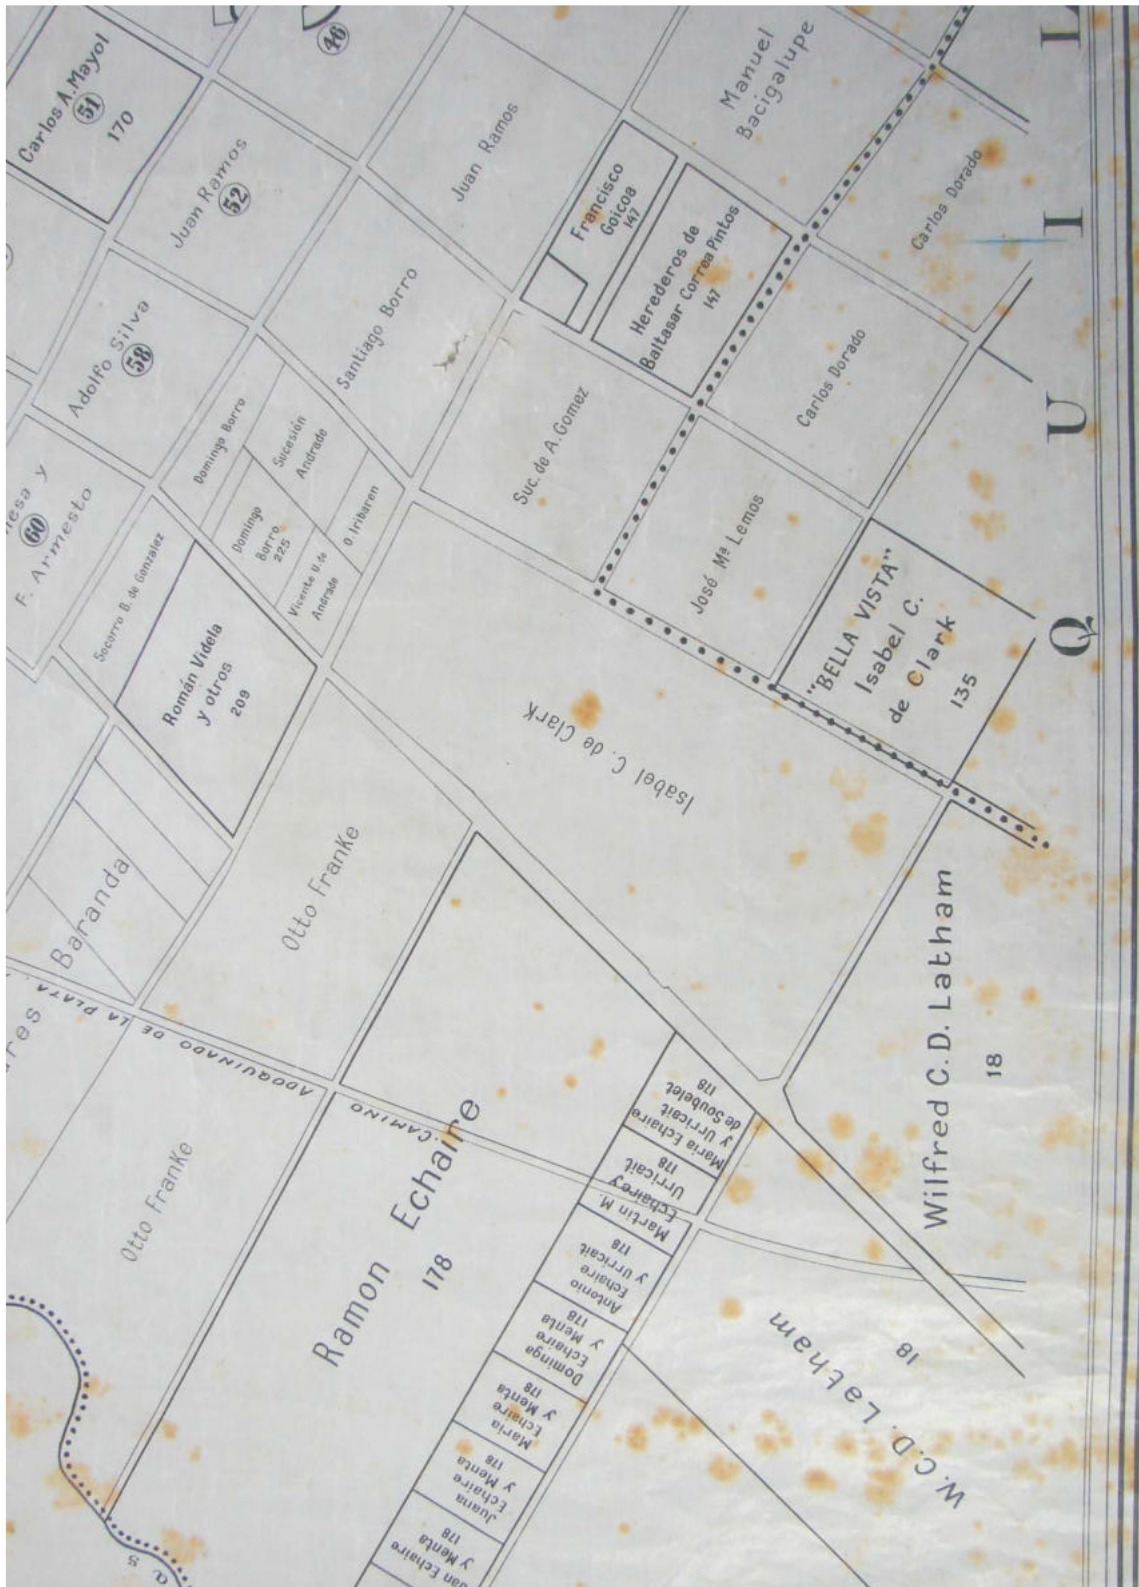 Carlos A. Mayol
51
170
46
Juan Ramos
52
Juan Ramos
Manuel
Bacigalupe
Francisco
Goicoa
147
Herederos de
Baltasar Correa Pintos
147
Carlos Dorado
I
Adolfo Silva
58
Santiago Borro
Carlos Dorado
U
Domingo Borro
Sucesión
Andrade
Suc. de A. Gomez
60
F. Armesto
Domingo
Borro
225
O Iribaren
Vicente U. de
Andrade
José Mª Lemos
Socorro B. de Gonzalez
Román Videla
y otros
209
"BELLA VISTA"
Isabel C.
de Clark
135
Q
Isabel C. de Clark
Baranda
Otto Franke
Wilfred C. D. Latham
18
CAMINO ADOQUINADO DE LA PLATA
Otto Franke
Ramon Echaire
178
Maria Echaire
y Urricait
de Soubelet
178
Martin M.
Echaire y
Urricait
178
Antonio
Echaire
y Urricait
178
Dominga
Echaire
y Menta
178
Maria
Echaire
y Menta
178
Juana
Echaire
y Menta
178
Echaire
y Menta
178
W. C. D. Latham
18